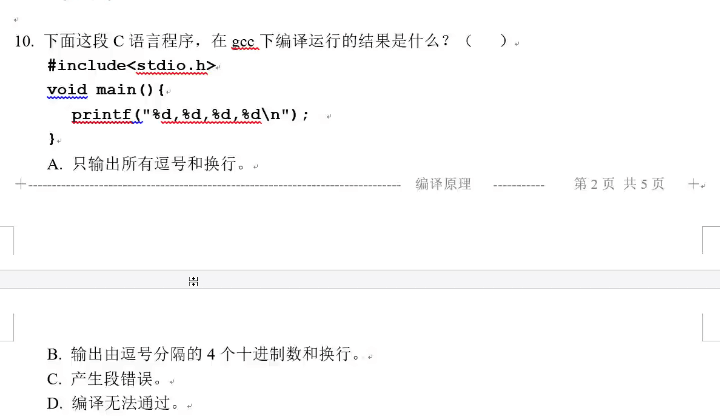 10. 下面这段 C 语言程序，在 gcc 下编译运行的结果是什么？（　　）
#include<stdio.h>
void main(){
printf("%d,%d,%d,%d\n");
}
A. 只输出所有逗号和换行。
编译原理 第 2 页 共 5 页
B. 输出由逗号分隔的 4 个十进制数和换行。
C. 产生段错误。
D. 编译无法通过。